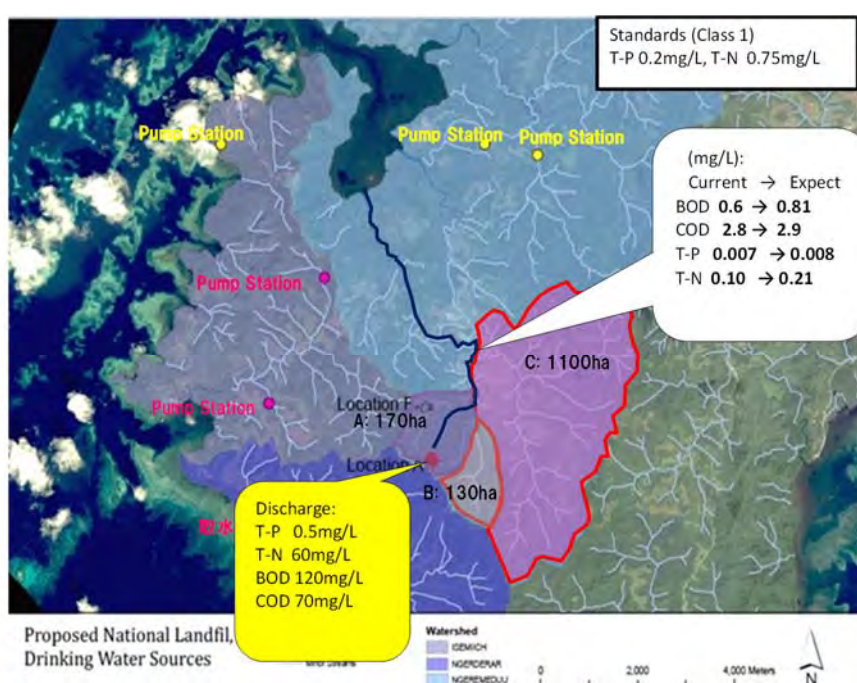 Standards (Class 1)
T-P 0.2mg/L, T-N 0.75mg/L
Pump Station
Pump Station
Pump Station
(mg/L):
Current → Expect
BOD 0.6 → 0.81
COD 2.8 → 2.9
T-P 0.007 → 0.008
T-N 0.10 → 0.21
Pump Station
C: 1100ha
Pump Station
Location F
A: 170ha
Location
B: 130ha
Discharge:
T-P 0.5mg/L
T-N 60mg/L
BOD 120mg/L
COD 70mg/L
Proposed National Landfil,
Drinking Water Sources
Watershed
NGERDERAR
NGEREMEDUU
0 2,000 4,000 Meters
N